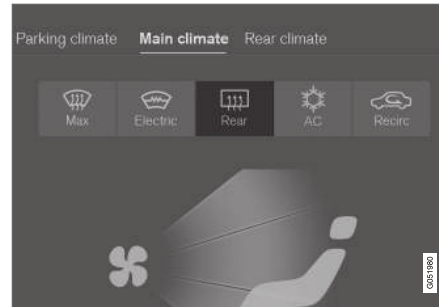 Parking climate Main climate Rear climate
Max Electric Rear AC Recirc
G051980